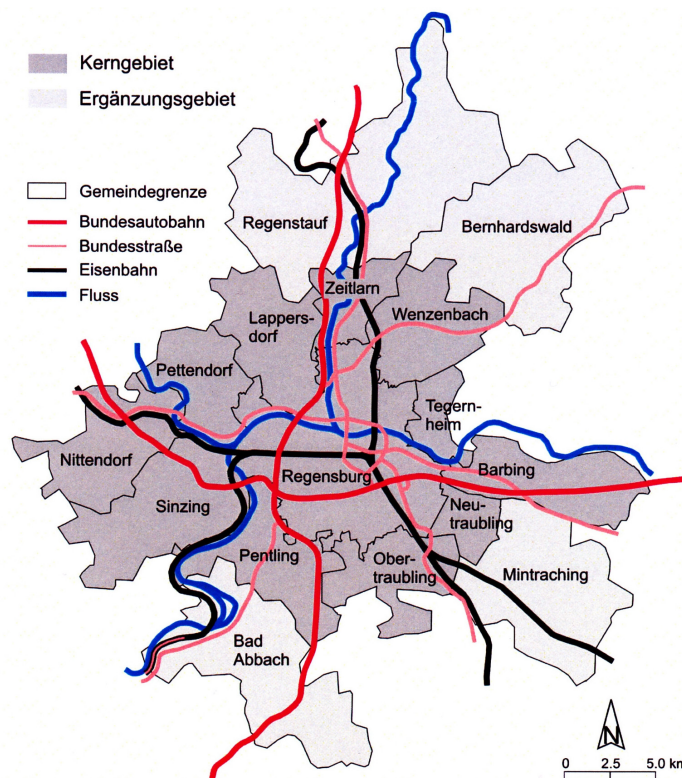 Kerngebiet
Ergänzungsgebiet
Gemeindegrenze
Bundesautobahn
Bundesstraße
Eisenbahn
Fluss
Regenstauf
Bernhardswald
Zeitlarn
Wenzenbach
Lappers-
dorf
Pettendorf
Tegern-
heim
Nittendorf
Regensburg
Barbing
Sinzing
Neu-
traubling
Pentling
Ober-
traubling
Mintraching
Bad
Abbach
N
0 2.5 5.0 km